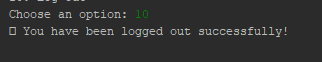 Choose an option: 10
▯ You have been logged out successfully!